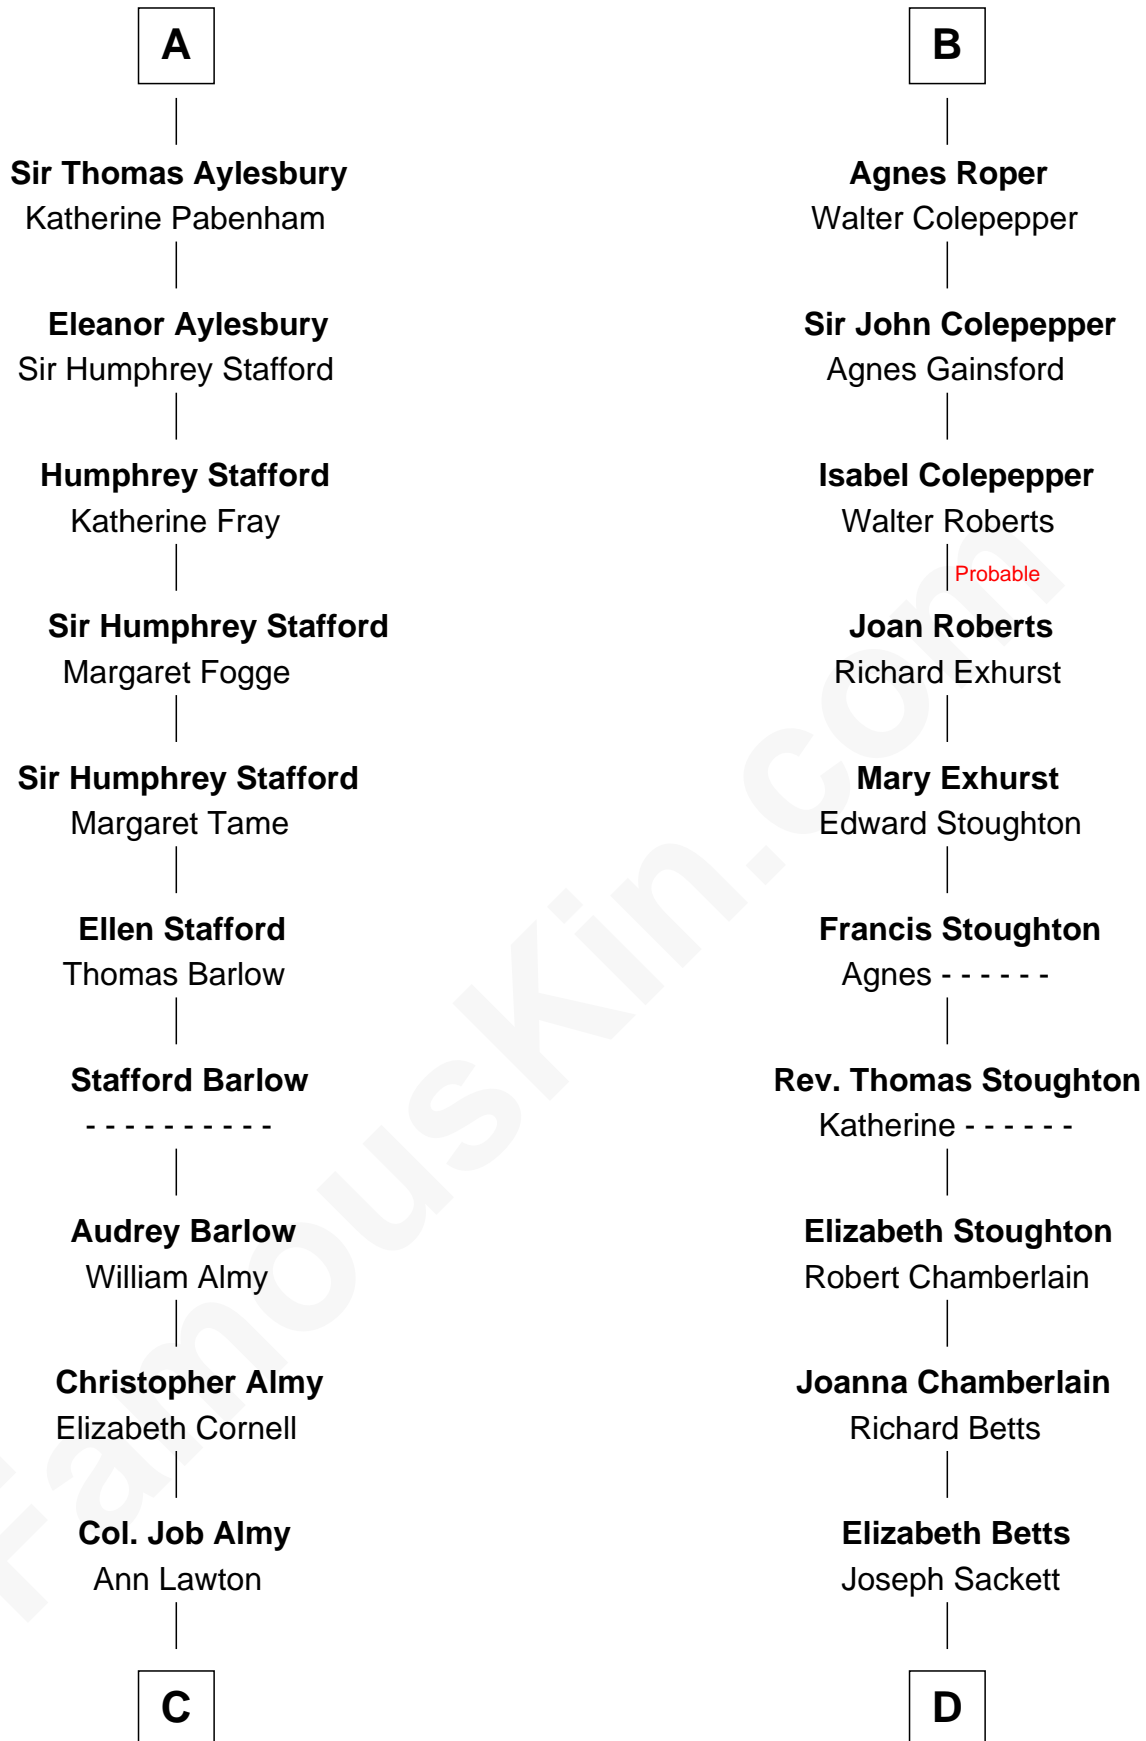 A
Sir Thomas Aylesbury
Katherine Pabenham
Eleanor Aylesbury
Sir Humphrey Stafford
Humphrey Stafford
Katherine Fray
Sir Humphrey Stafford
Margaret Fogge
Sir Humphrey Stafford
Margaret Tame
Ellen Stafford
Thomas Barlow
Stafford Barlow
- - - - - - - - - -
Audrey Barlow
William Almy
Christopher Almy
Elizabeth Cornell
Col. Job Almy
Ann Lawton
C
B
Agnes Roper
Walter Colepepper
Sir John Colepepper
Agnes Gainsford
Isabel Colepepper
Walter Roberts
Probable
Joan Roberts
Richard Exhurst
Mary Exhurst
Edward Stoughton
Francis Stoughton
Agnes - - - - - -
Rev. Thomas Stoughton
Katherine - - - - - -
Elizabeth Stoughton
Robert Chamberlain
Joanna Chamberlain
Richard Betts
Elizabeth Betts
Joseph Sackett
D
FamousKin.com